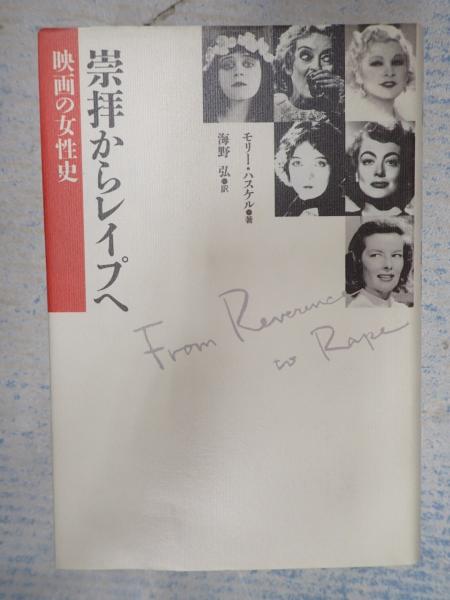 崇拝からレイプへ
映画の女性史
モリー・ハスケル●著
海野 弘●訳
From Reverence
to Rape